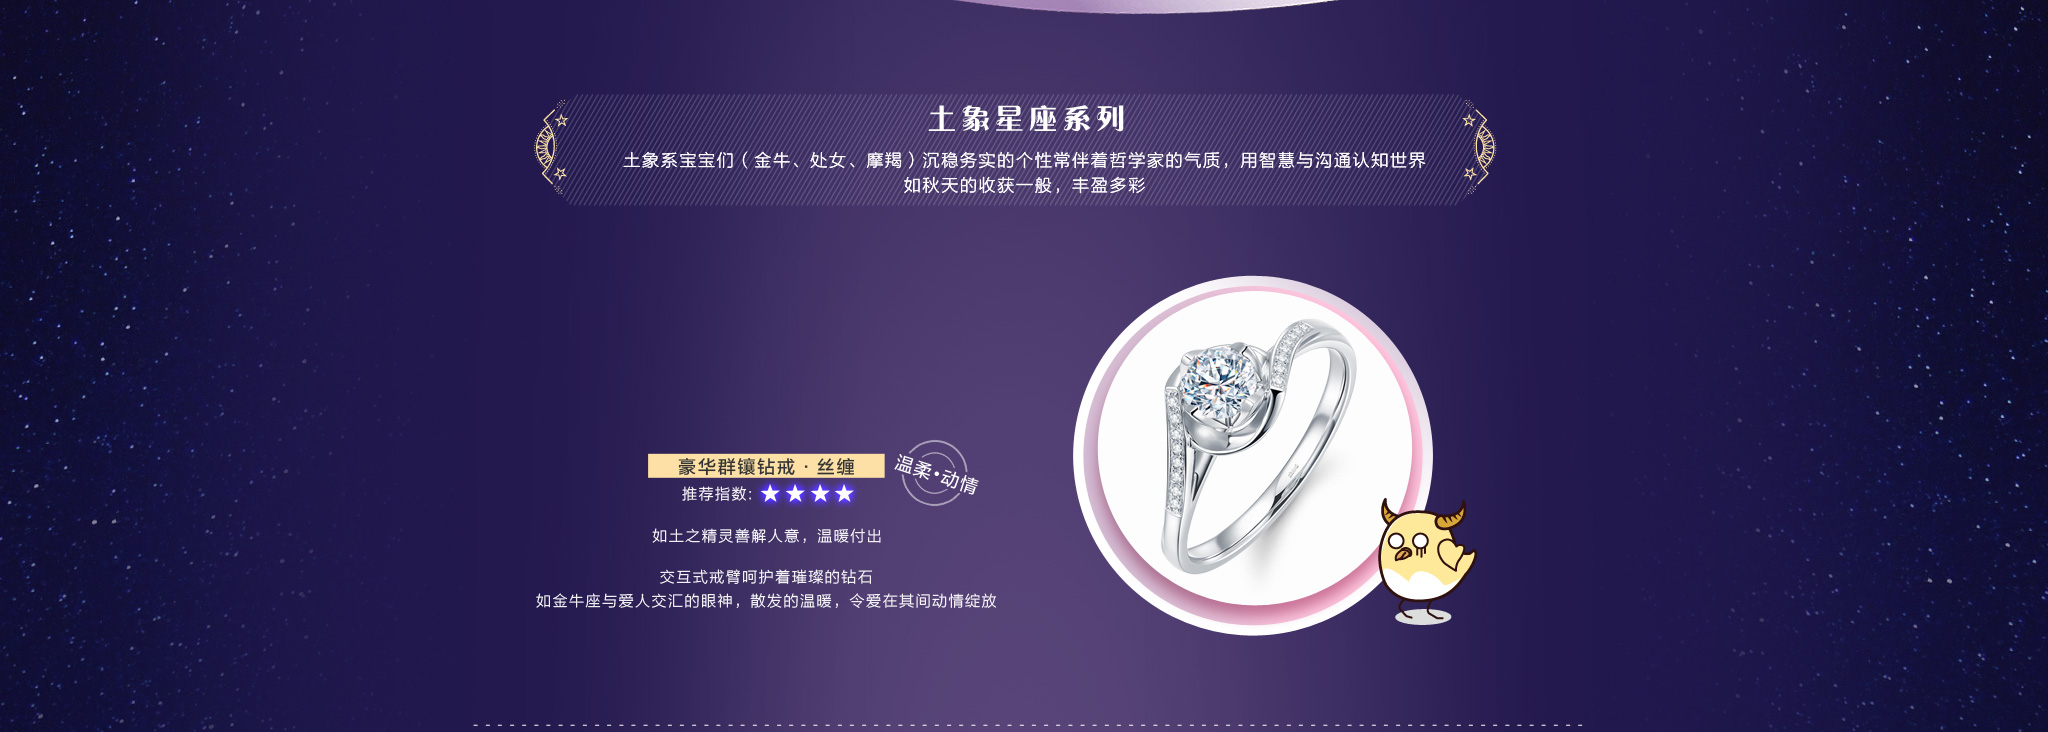 土象星座系列
土象系宝宝们（金牛、处女、摩羯）沉稳务实的个性常伴着哲学家的气质，用智慧与沟通认知世界
如秋天的收获一般，丰盈多彩
豪华群镶钻戒·丝缠
温柔•动情
推荐指数:
如土之精灵善解人意，温暖付出
交互式戒臂呵护着璀璨的钻石
如金牛座与爱人交汇的眼神，散发的温暖，令爱在其间动情绽放